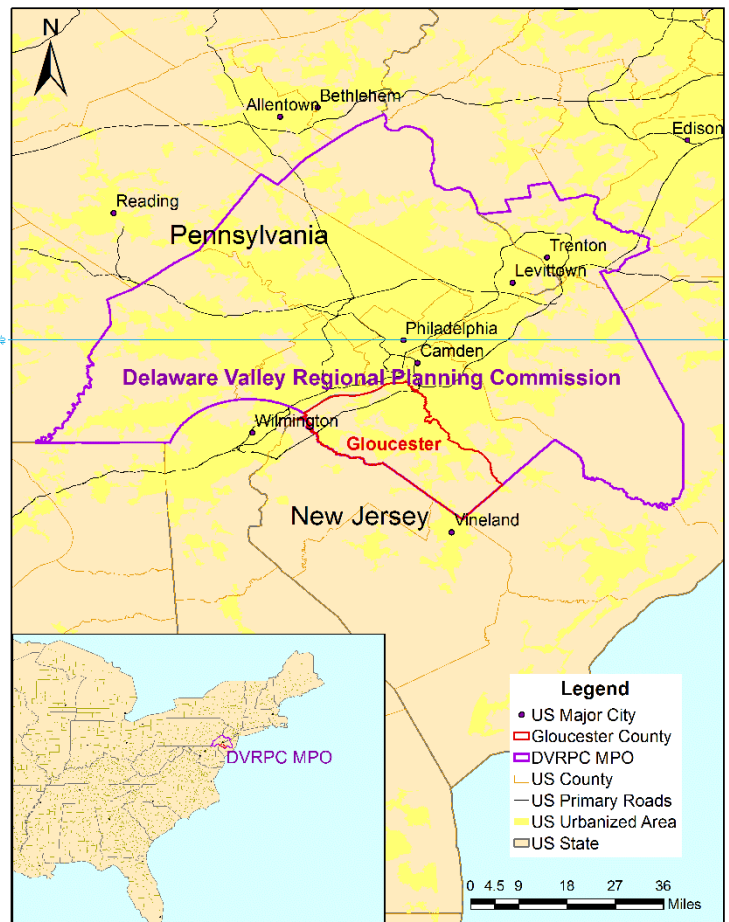 N
Bethlehem
Allentown
Edison
Reading
Pennsylvania
Trenton
Levittown
Philadelphia
Camden
Delaware Valley Regional Planning Commission
Wilmington
Gloucester
New Jersey
Vineland
DVRPC MPO
Legend
US Major City
Gloucester County
DVRPC MPO
US County
US Primary Roads
US Urbanized Area
US State
0 4.5 9 18 27 36
Miles